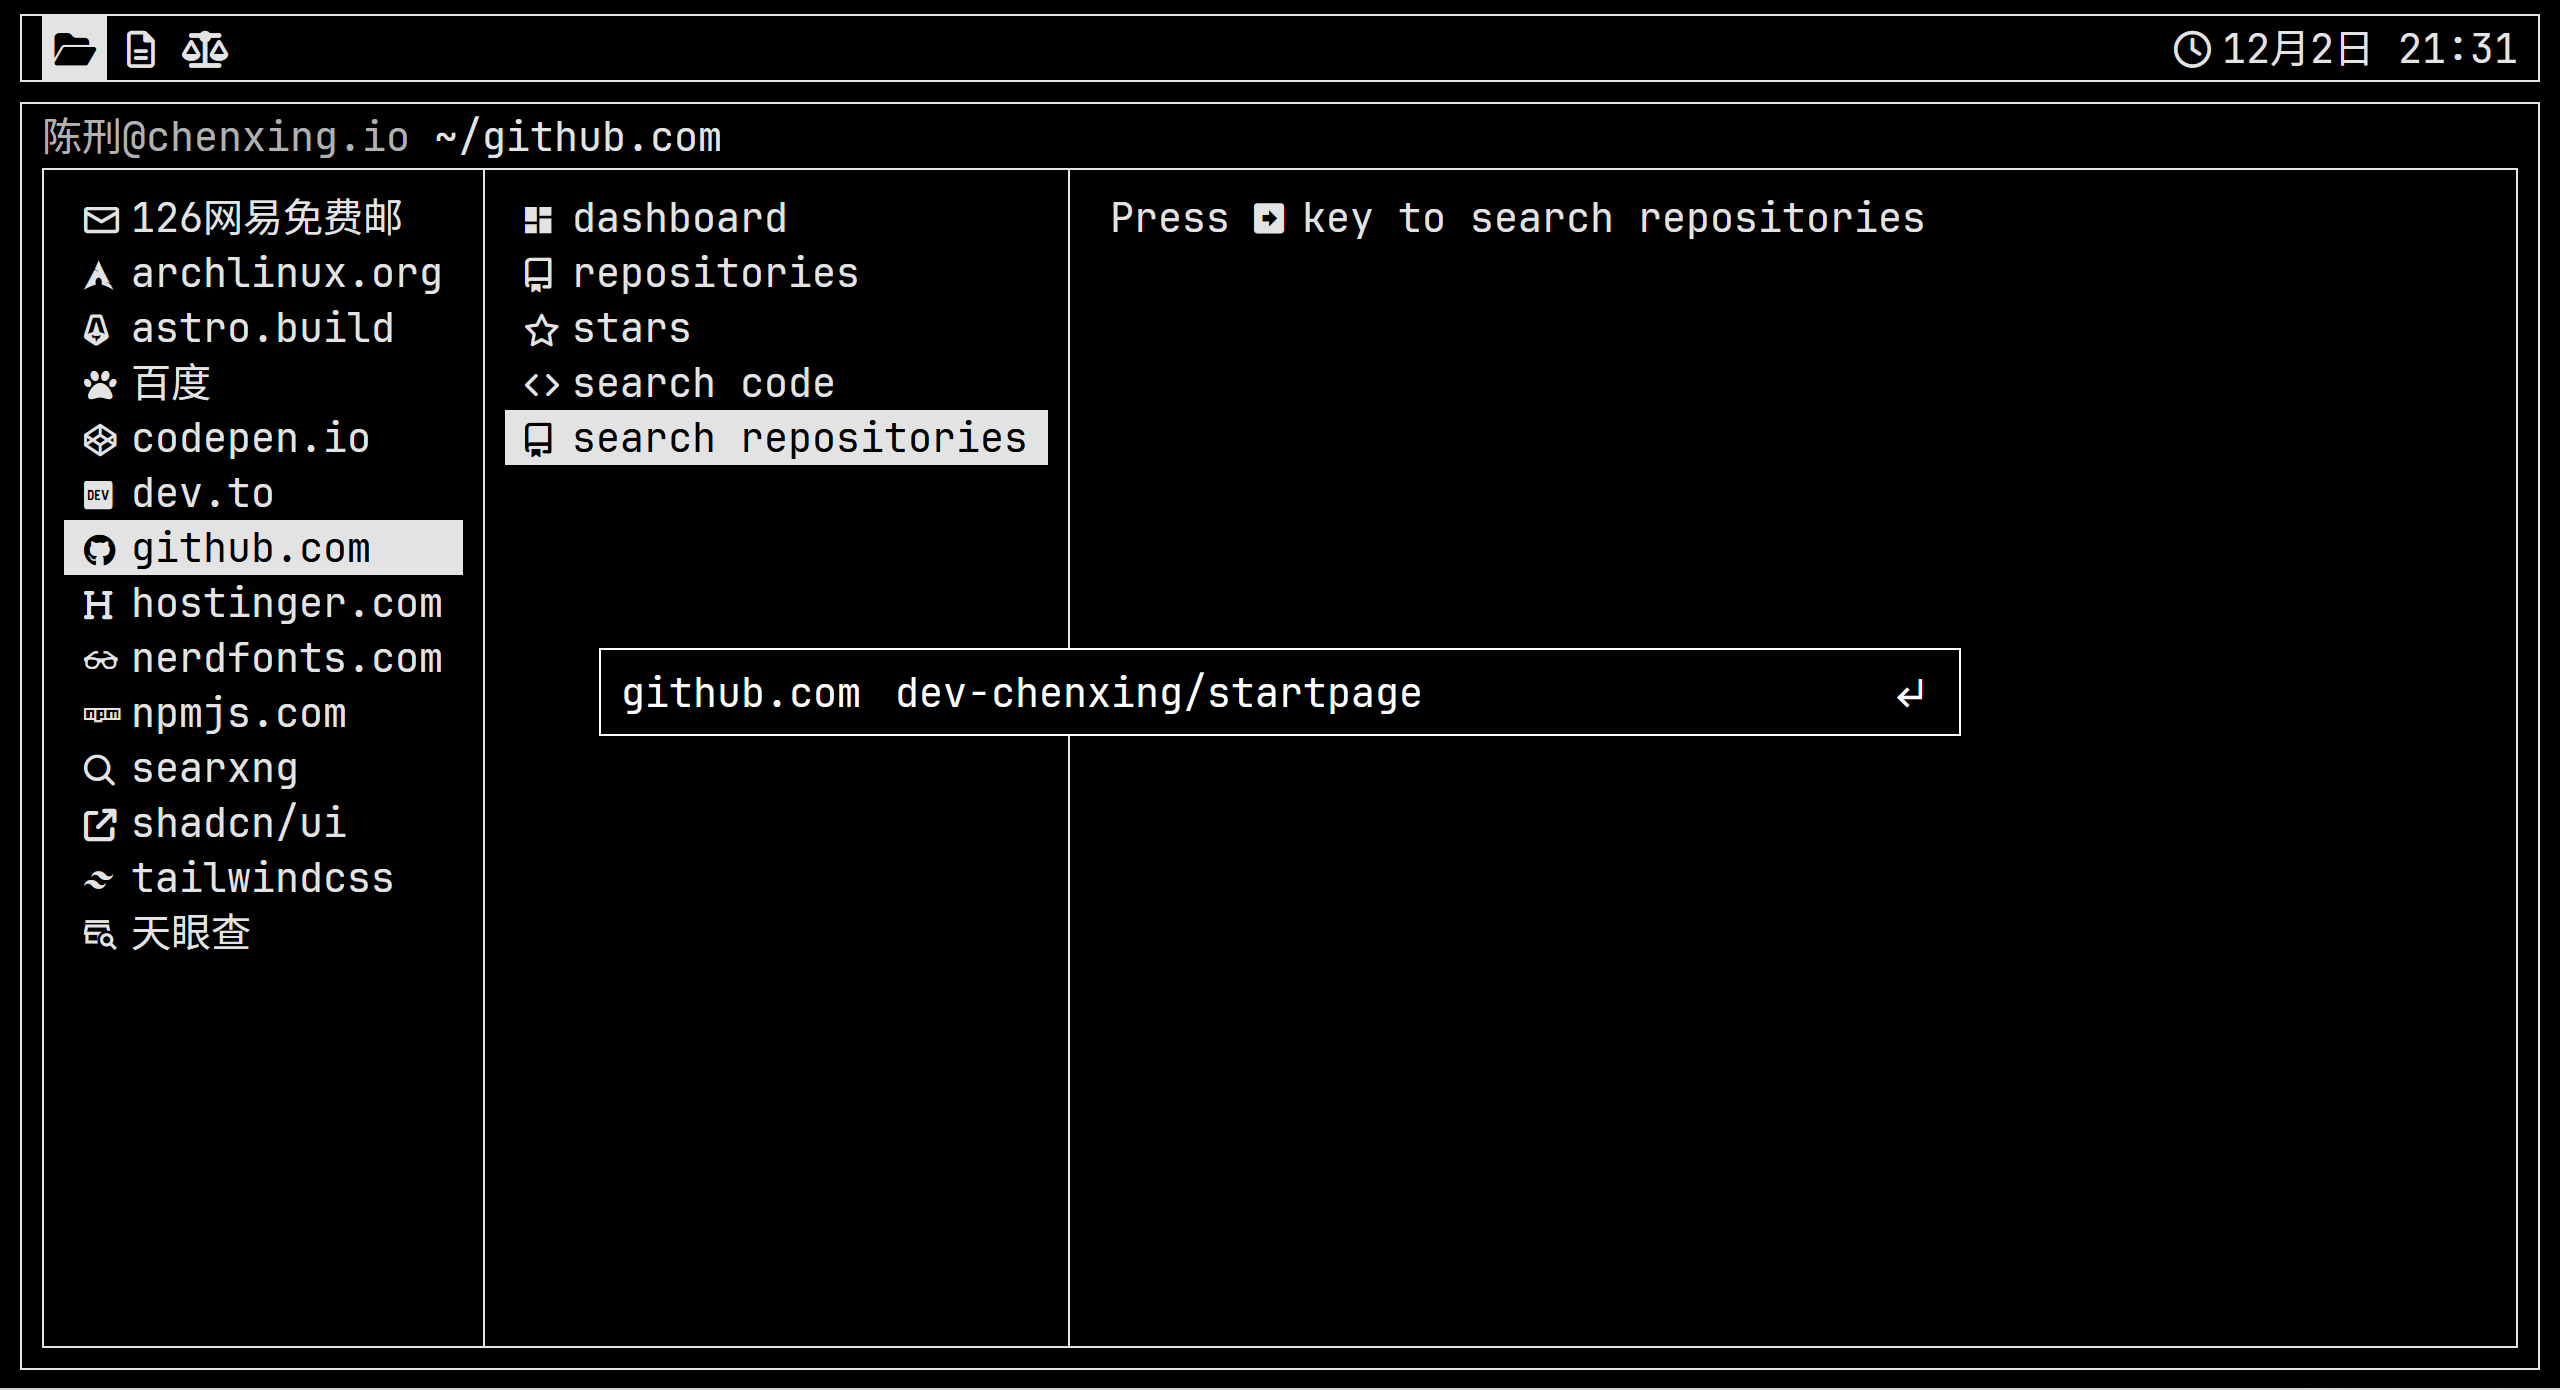 12月2日 21:31
陈刑@chenxing.io ~/github.com
126网易免费邮
archlinux.org
astro.build
百度
codepen.io
DEV dev.to
github.com
hostinger.com
nerdfonts.com
npm npmjs.com
searxng
shadcn/ui
tailwindcss
天眼查
dashboard
repositories
stars
search code
search repositories
Press key to search repositories
github.com dev-chenxing/startpage